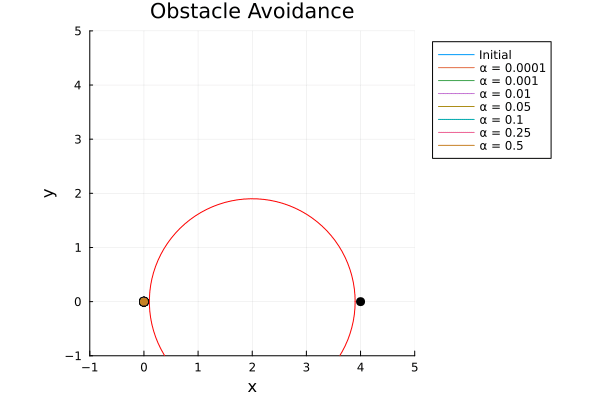 Obstacle Avoidance
5
4
3
2
1
0
−1
y
−1 0 1 2 3 4 5
x
Initial
α = 0.0001
α = 0.001
α = 0.01
α = 0.05
α = 0.1
α = 0.25
α = 0.5